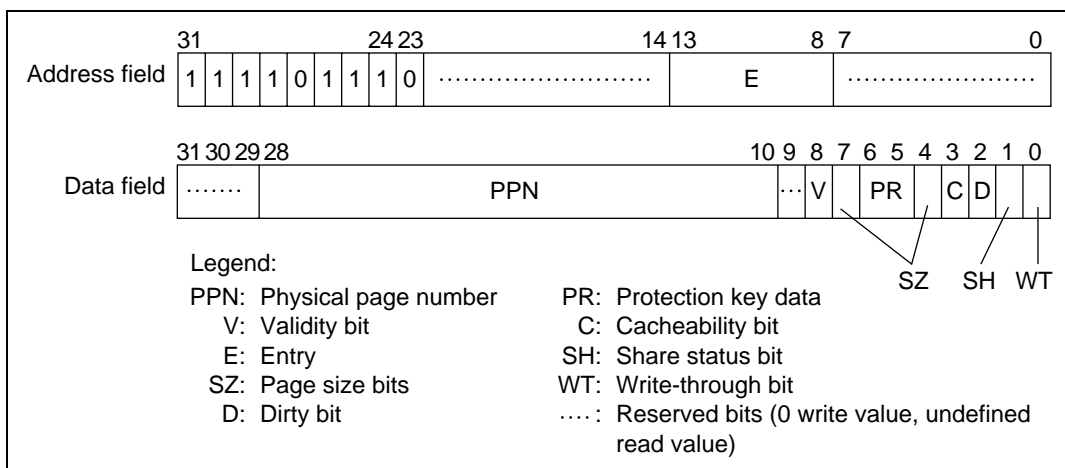 31 24 23 14 13 8 7 0
Address field 1 1 1 1 0 1 1 1 0 ........................ E ........................
31 30 29 28 10 9 8 7 6 5 4 3 2 1 0
Data field ....... PPN ... V PR C D
SZ SH WT
Legend:
PPN: Physical page number PR: Protection key data
V: Validity bit C: Cacheability bit
E: Entry SH: Share status bit
SZ: Page size bits WT: Write-through bit
D: Dirty bit ....: Reserved bits (0 write value, undefined
read value)